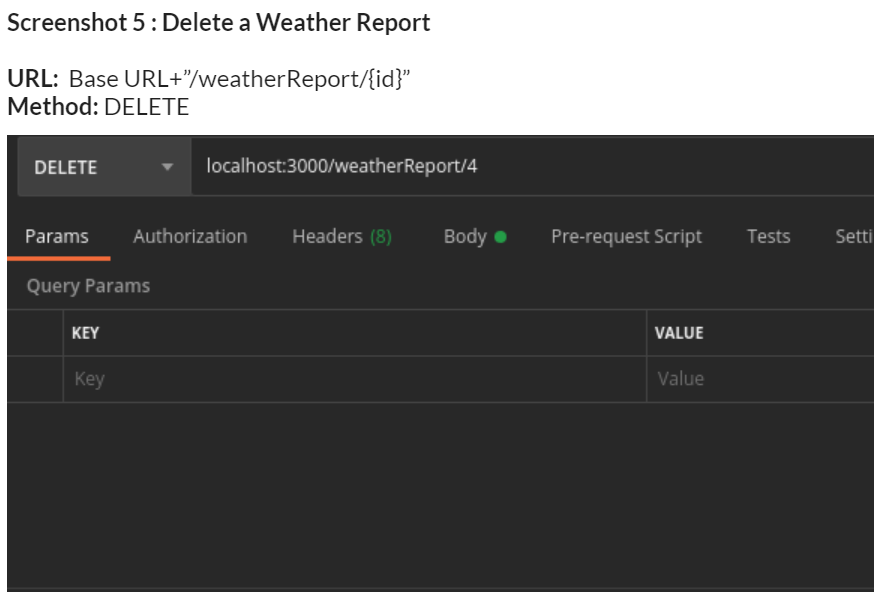 Screenshot 5 : Delete a Weather Report
URL: Base URL+”/weatherReport/{id}”
Method: DELETE
DELETE localhost:3000/weatherReport/4
Params Authorization Headers (8) Body Pre-request Script Tests Setti
Query Params
KEY VALUE
Key Value